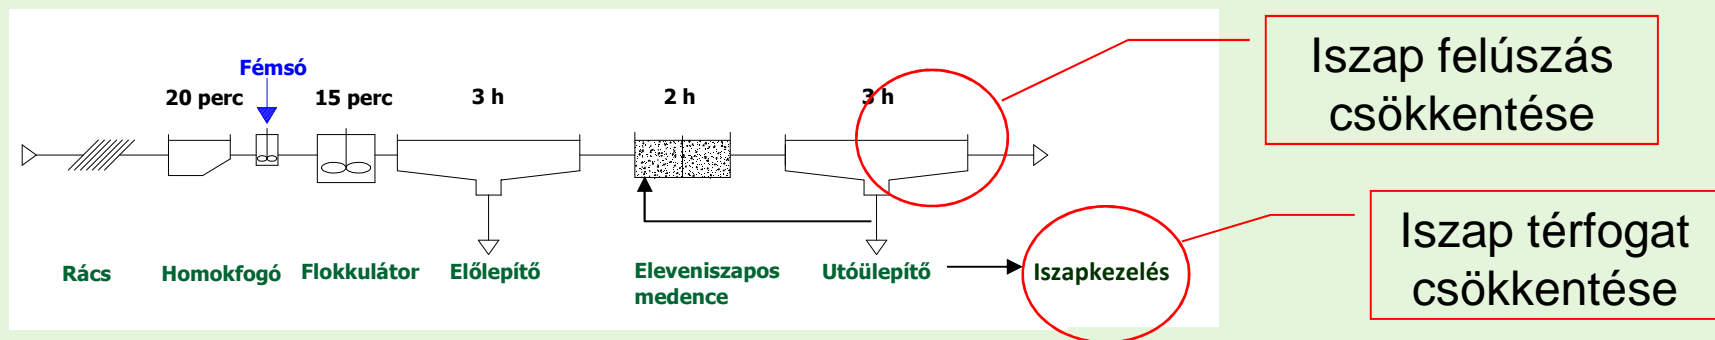 Fémsó
20 perc
15 perc
3 h
2 h
3 h
Rács
Homokfogó
Flokkulátor
Előlepítő
Eleveniszapos
medence
Utóülepítő
Iszapkezelés
Iszap felúszás
csökkentése
Iszap térfogat
csökkentése